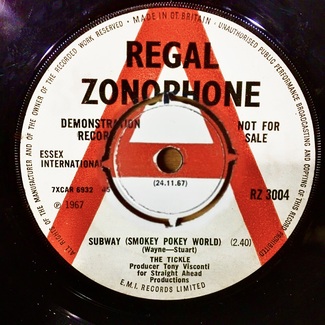 ALL RIGHTS OF THE MANUFACTURER AND OF THE OWNER OF THE RECORDED WORK RESERVED • MADE IN GT. BRITAIN • UNAUTHORISED PUBLIC PERFORMANCE BROADCASTING AND COPYING OF THIS RECORD PROHIBITED
REGAL
ZONOPHONE
DEMONSTRATION
RECORD
NOT FOR
SALE
ESSEX
INTERNATIONAL
(24.11.67)
7XCAR 6932
45
RZ 3004
℗ 1967
SUBWAY (SMOKEY POKEY WORLD) (2.40)
(Wayne—Stuart)
THE TICKLE
Producer Tony Visconti
for Straight Ahead
Productions
E.M.I. RECORDS LIMITED